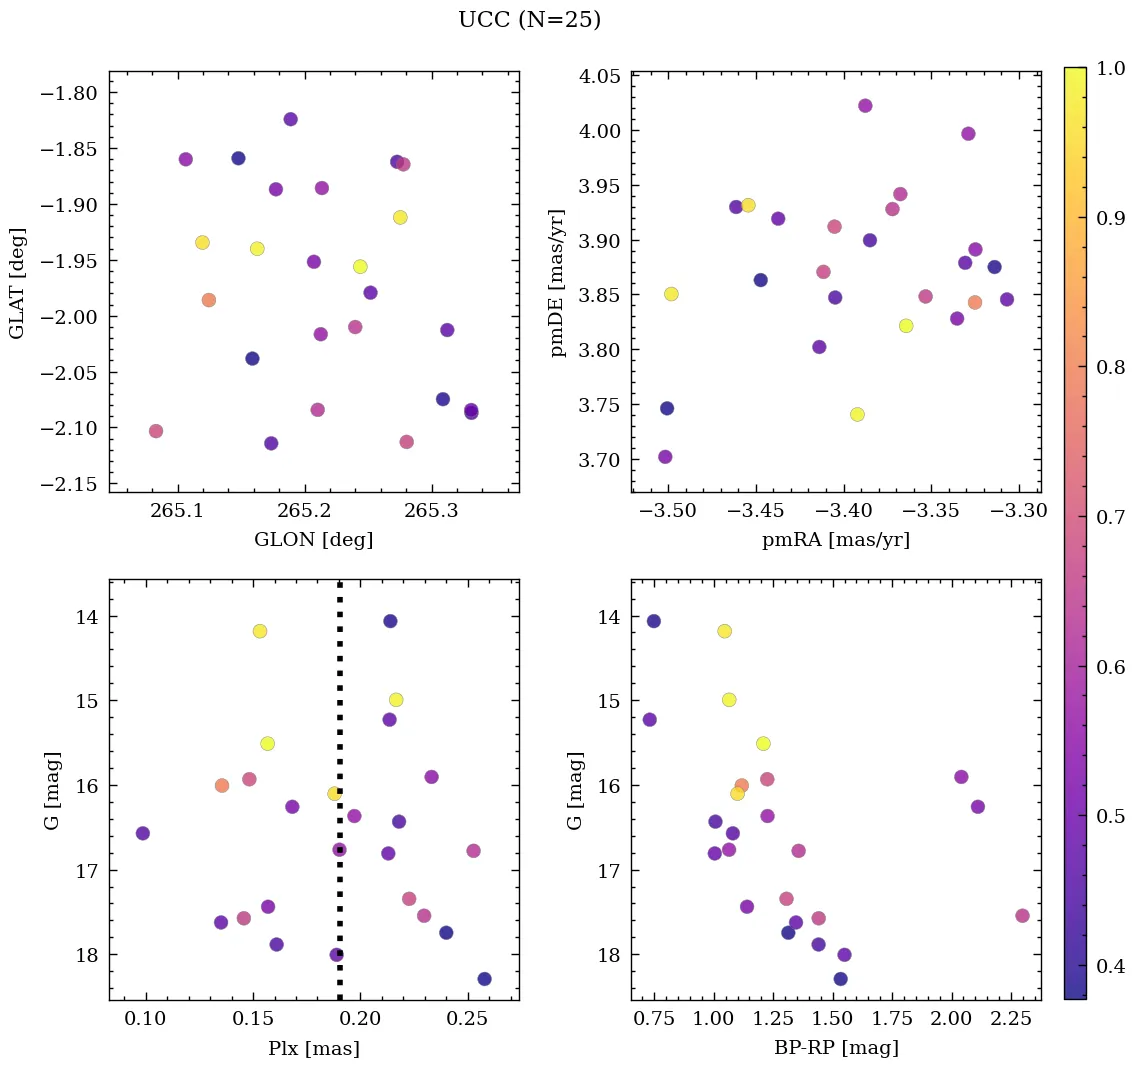 UCC (N=25)
−1.80
−1.85
−1.90
−1.95
−2.00
−2.05
−2.10
−2.15
GLAT [deg]
265.1 265.2 265.3
GLON [deg]
4.05
4.00
3.95
3.90
3.85
3.80
3.75
3.70
pmDE [mas/yr]
−3.50 −3.45 −3.40 −3.35 −3.30
pmRA [mas/yr]
14
15
16
17
18
G [mag]
0.10 0.15 0.20 0.25
Plx [mas]
14
15
16
17
18
G [mag]
0.75 1.00 1.25 1.50 1.75 2.00 2.25
BP-RP [mag]
1.0
0.9
0.8
0.7
0.6
0.5
0.4